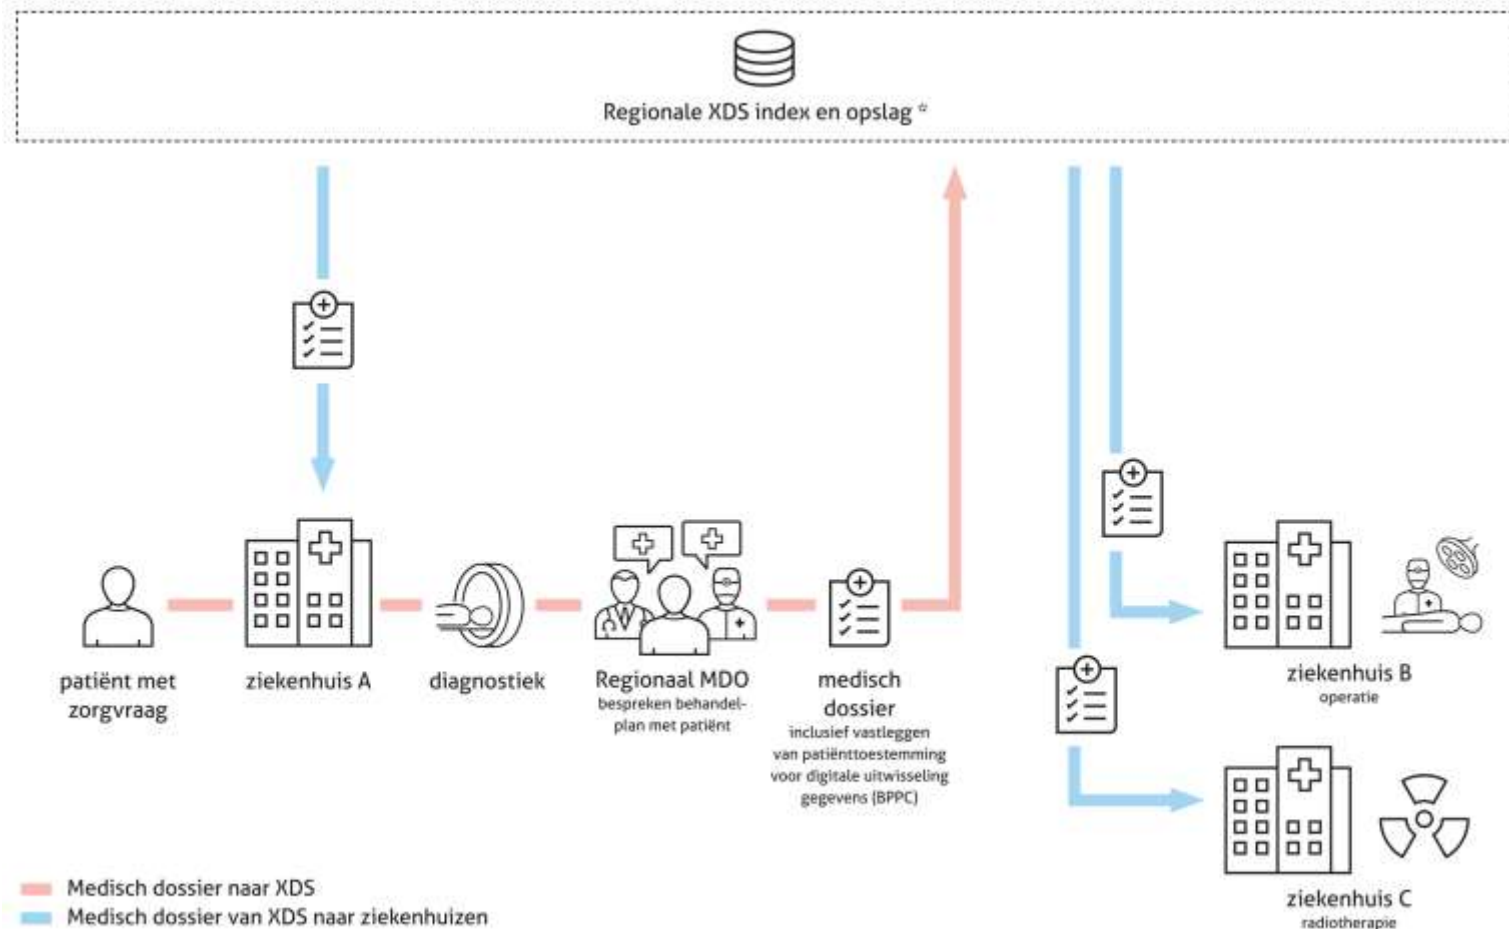 Regionale XDS index en opslag *
patiënt met
zorgvraag
ziekenhuis A
diagnostiek
Regionaal MDO
bespreken behandel-
plan met patiënt
medisch
dossier
inclusief vastleggen
van patiënttoestemming
voor digitale uitwisseling
gegevens (BPPC)
ziekenhuis B
operatie
ziekenhuis C
radiotherapie
Medisch dossier naar XDS
Medisch dossier van XDS naar ziekenhuizen